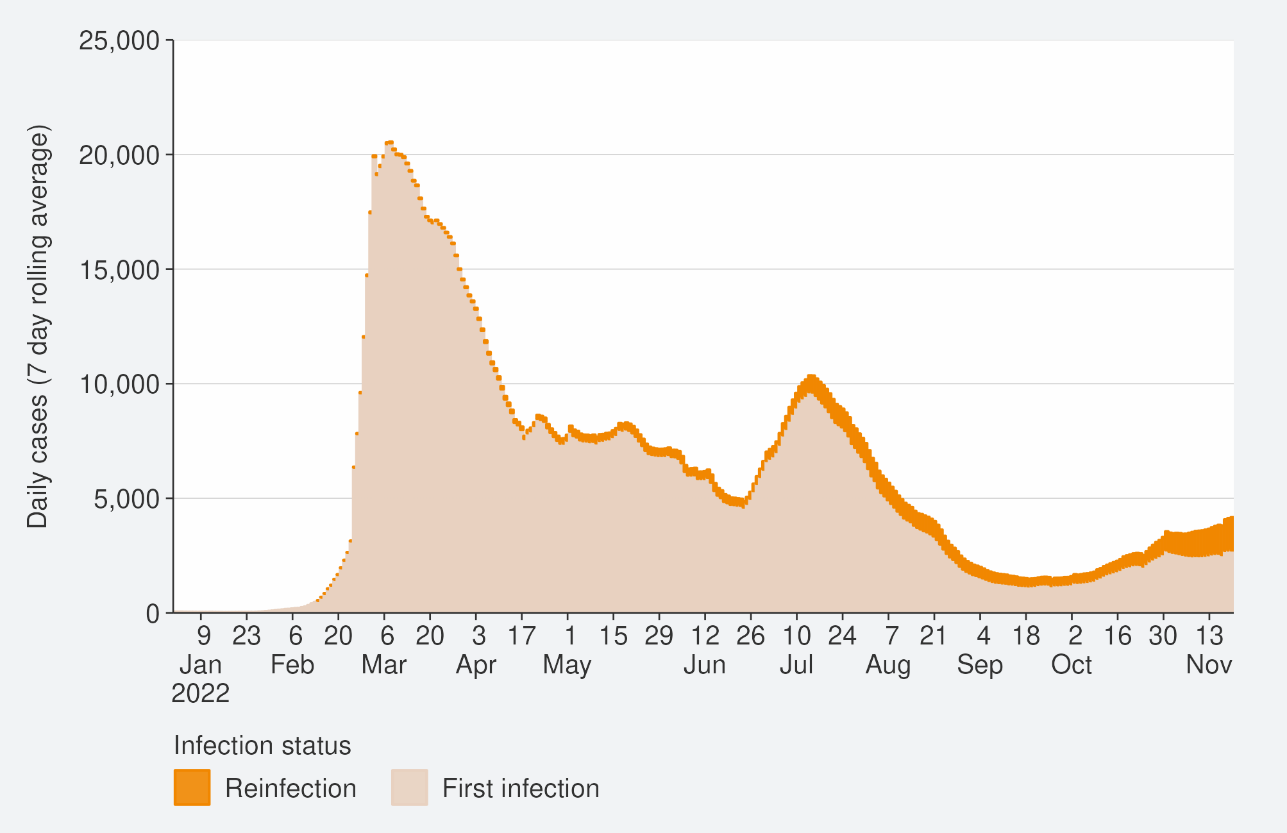 25,000
20,000
15,000
10,000
5,000
0
Daily cases (7 day rolling average)
9 23 6 20 6 20 3 17 1 15 29 12 26 10 24 7 21 4 18 2 16 30 13
Jan Feb Mar Apr May Jun Jul Aug Sep Oct Nov
2022
Infection status
Reinfection First infection